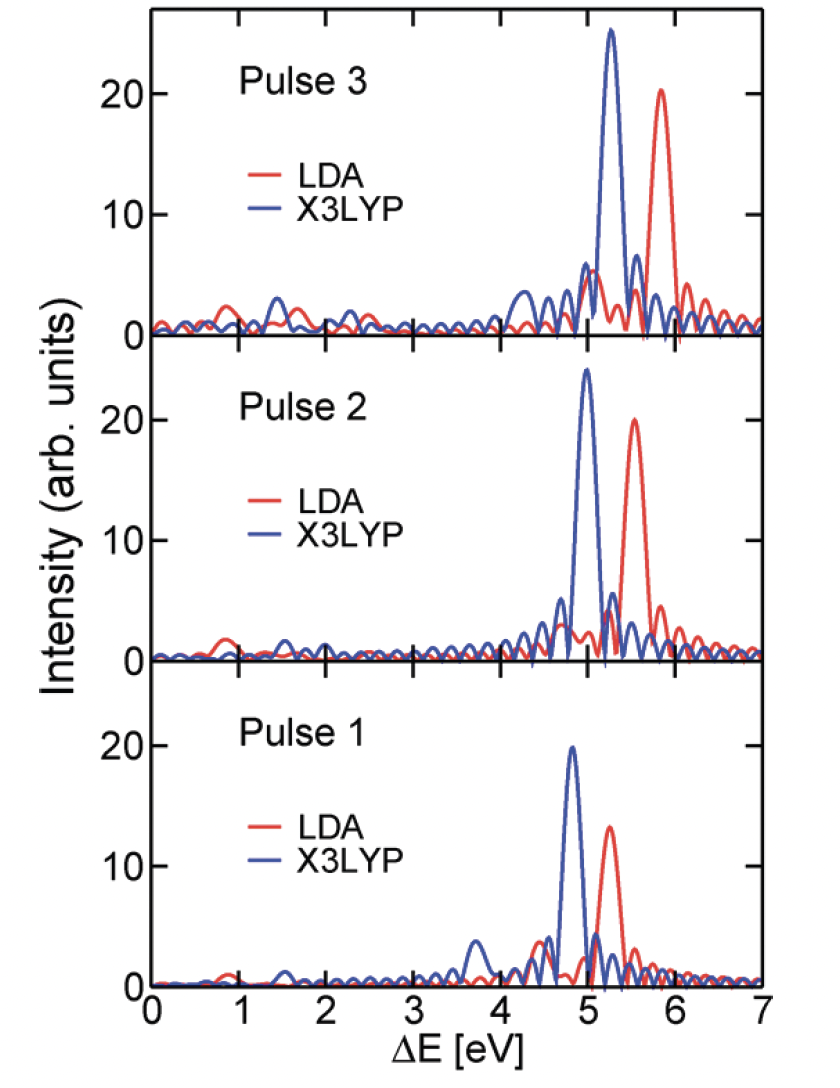 Pulse 3
20
LDA
X3LYP
10
0
Pulse 2
20
LDA
X3LYP
10
0
Pulse 1
20
LDA
X3LYP
10
0
0 1 2 3 4 5 6 7
ΔE [eV]
Intensity (arb. units)